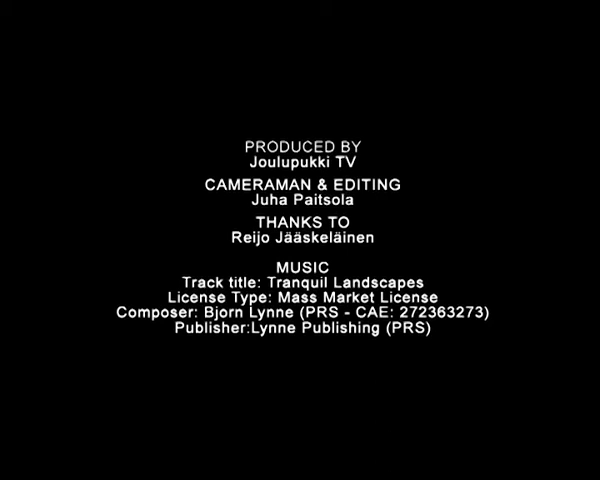 PRODUCED BY
Joulupukki TV
CAMERAMAN & EDITING
Juha Paitsola
THANKS TO
Reijo Jääskeläinen
MUSIC
Track title: Tranquil Landscapes
License Type: Mass Market License
Composer: Bjorn Lynne (PRS - CAE: 272363273)
Publisher:Lynne Publishing (PRS)